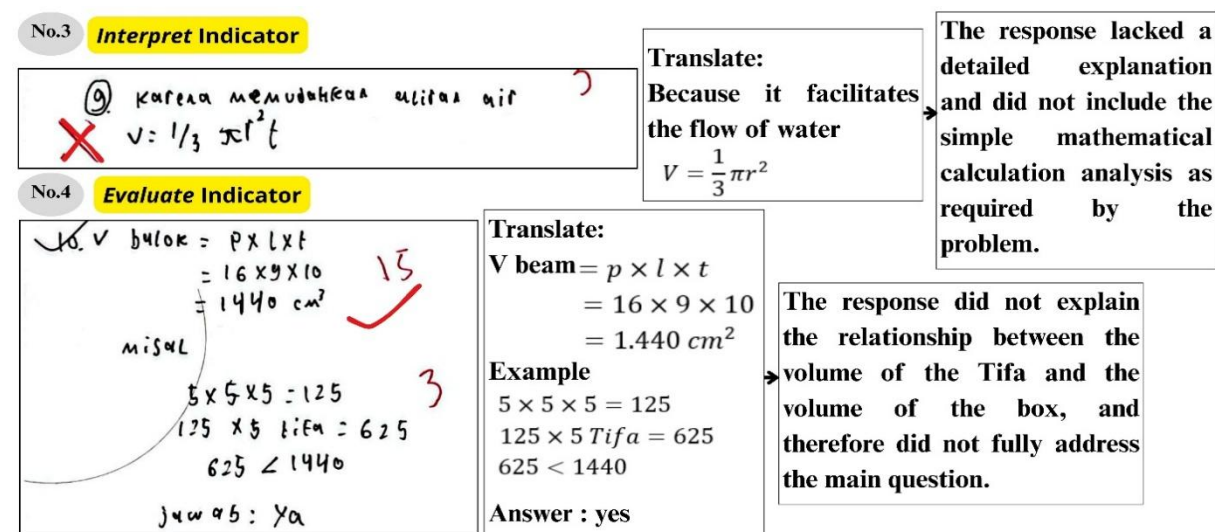 No.3 Interpret Indicator
9. karena memudahkan aliran air
V = 1/3 πr²t
Translate:
Because it facilitates
the flow of water
V = 1/3 πr²
The response lacked a
detailed explanation
and did not include the
simple mathematical
calculation analysis as
required by the
problem.
No.4 Evaluate Indicator
10. V balok = p x l x t
= 16 x 9 x 10
= 1440 cm³
15
misal
5 x 5 x 5 = 125
3
125 x 5 tifa = 625
625 < 1440
jawab : Ya
Translate:
V beam = p × l × t
= 16 × 9 × 10
= 1.440 cm²
Example
5 × 5 × 5 = 125
125 × 5 Tifa = 625
625 < 1440
Answer : yes
The response did not explain
the relationship between the
volume of the Tifa and the
volume of the box, and
therefore did not fully address
the main question.